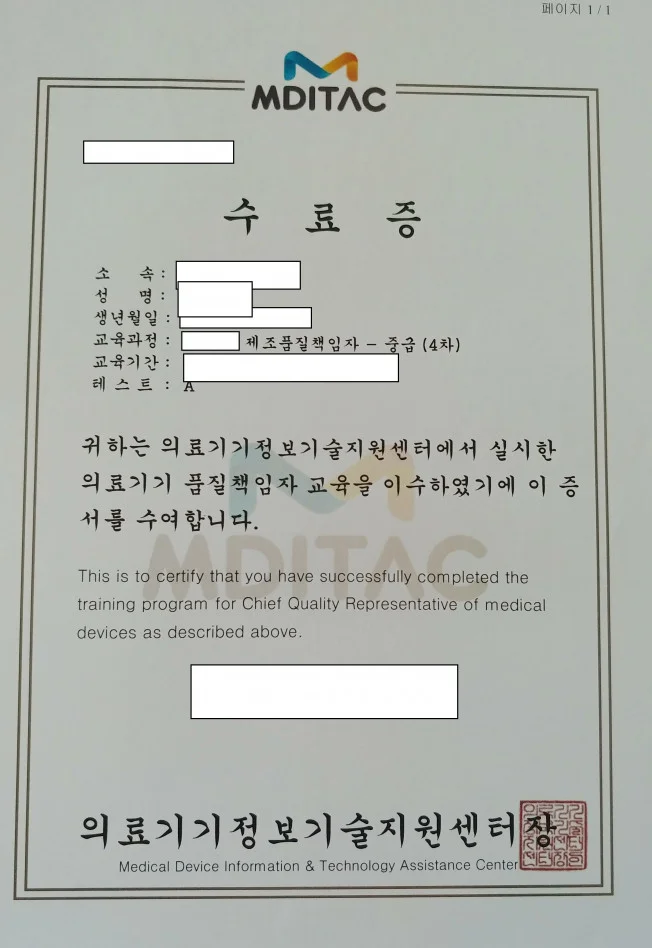 페이지 1 / 1
MDITAC
수 료 증
소 속 :
성 명 :
생년월일 :
교육과정 : 제조품질책임자 - 중급 (4차)
교육기간 :
테 스 트 : A
귀하는 의료기기정보기술지원센터에서 실시한
의료기기 품질책임자 교육을 이수하였기에 이 증
서를 수여합니다.
MDITAC
This is to certify that you have successfully completed the
training program for Chief Quality Representative of medical
devices as described above.
의료기기정보기술지원센터장
Medical Device Information & Technology Assistance Center